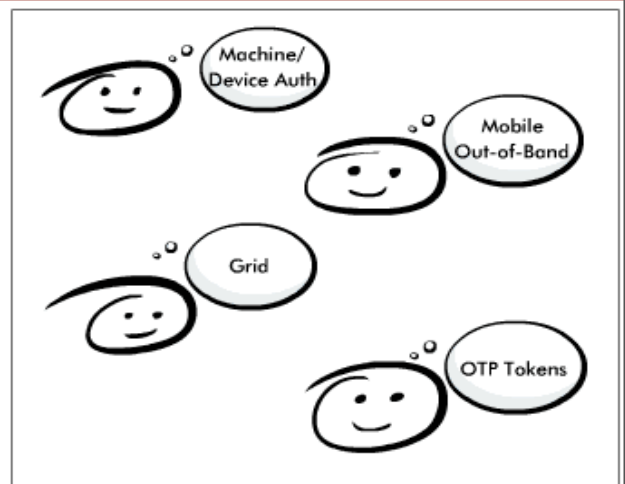 Machine/
Device Auth
Mobile
Out-of-Band
Grid
OTP Tokens